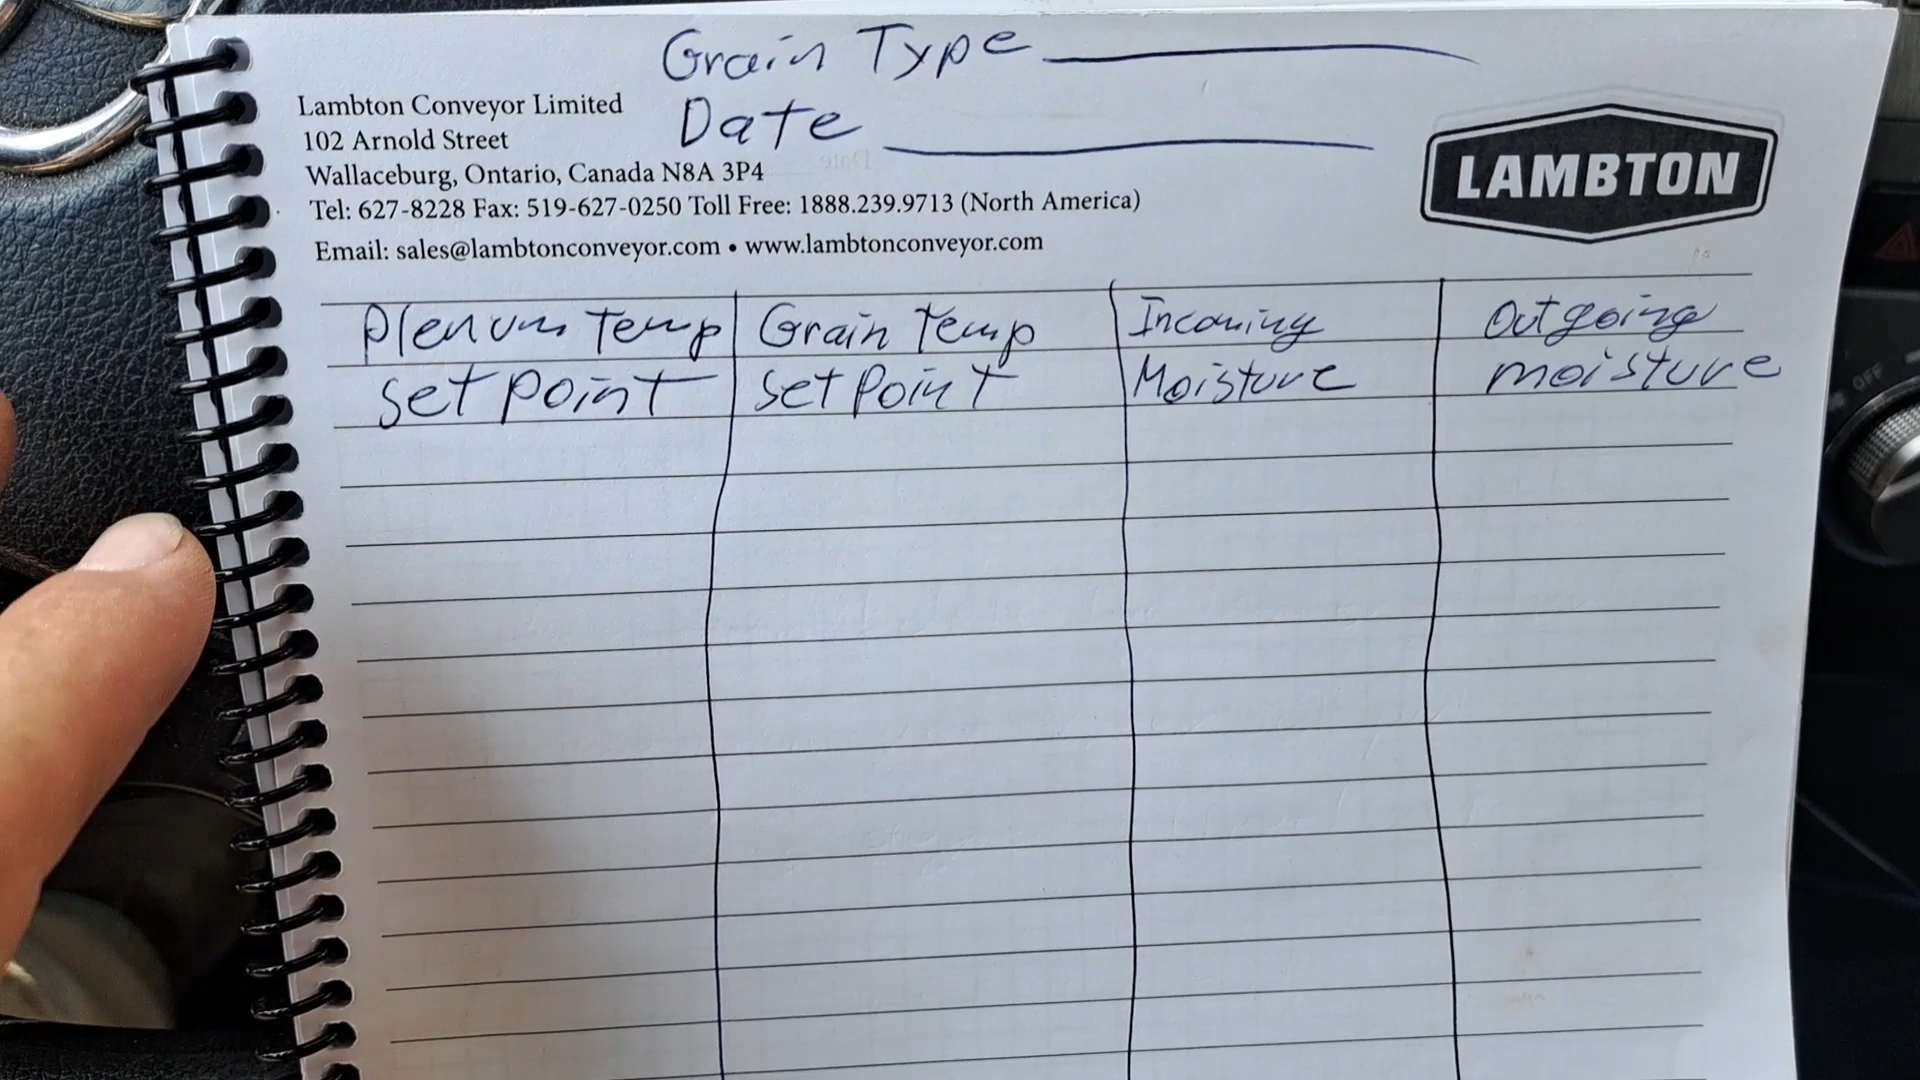 Grain Type
Date
Lambton Conveyor Limited
102 Arnold Street
Wallaceburg, Ontario, Canada N8A 3P4
Tel: 627-8228 Fax: 519-627-0250 Toll Free: 1888.239.9713 (North America)
Email: sales@lambtonconveyor.com • www.lambtonconveyor.com
LAMBTON
Plenum Temp
set point
Grain Temp
set Point
Incoming
Moisture
Outgoing
moisture
OFF